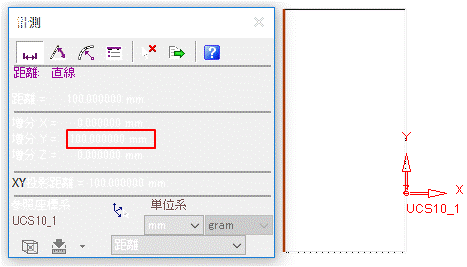 計測
距離: 直線
距離 = 100.000000 mm
増分 X = 0.000000 mm
増分 Y = 100.000000 mm
増分 Z = 0.000000 mm
XY 投影距離 = 100.000000 mm
参照座標系
単位系
UCS10_1
mm
gram
距離
Y
X
UCS10_1